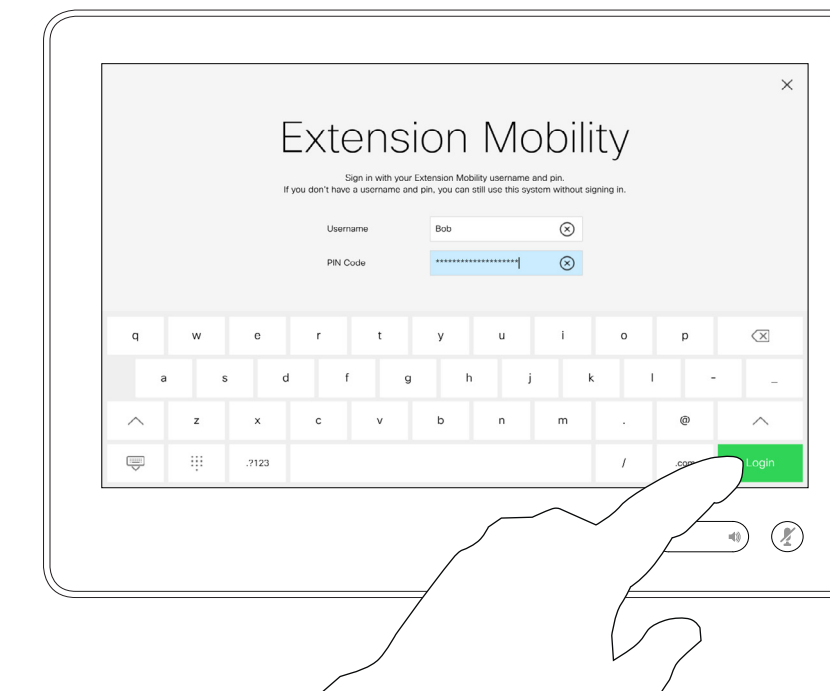 Extension Mobility
Sign in with your Extension Mobility username and pin.
If you don't have a username and pin, you can still use this system without signing in.
Username Bob
PIN Code ********************
q w e r t y u i o p
a s d f g h j k l - _
z x c v b n m . @
.?123 / .com Login